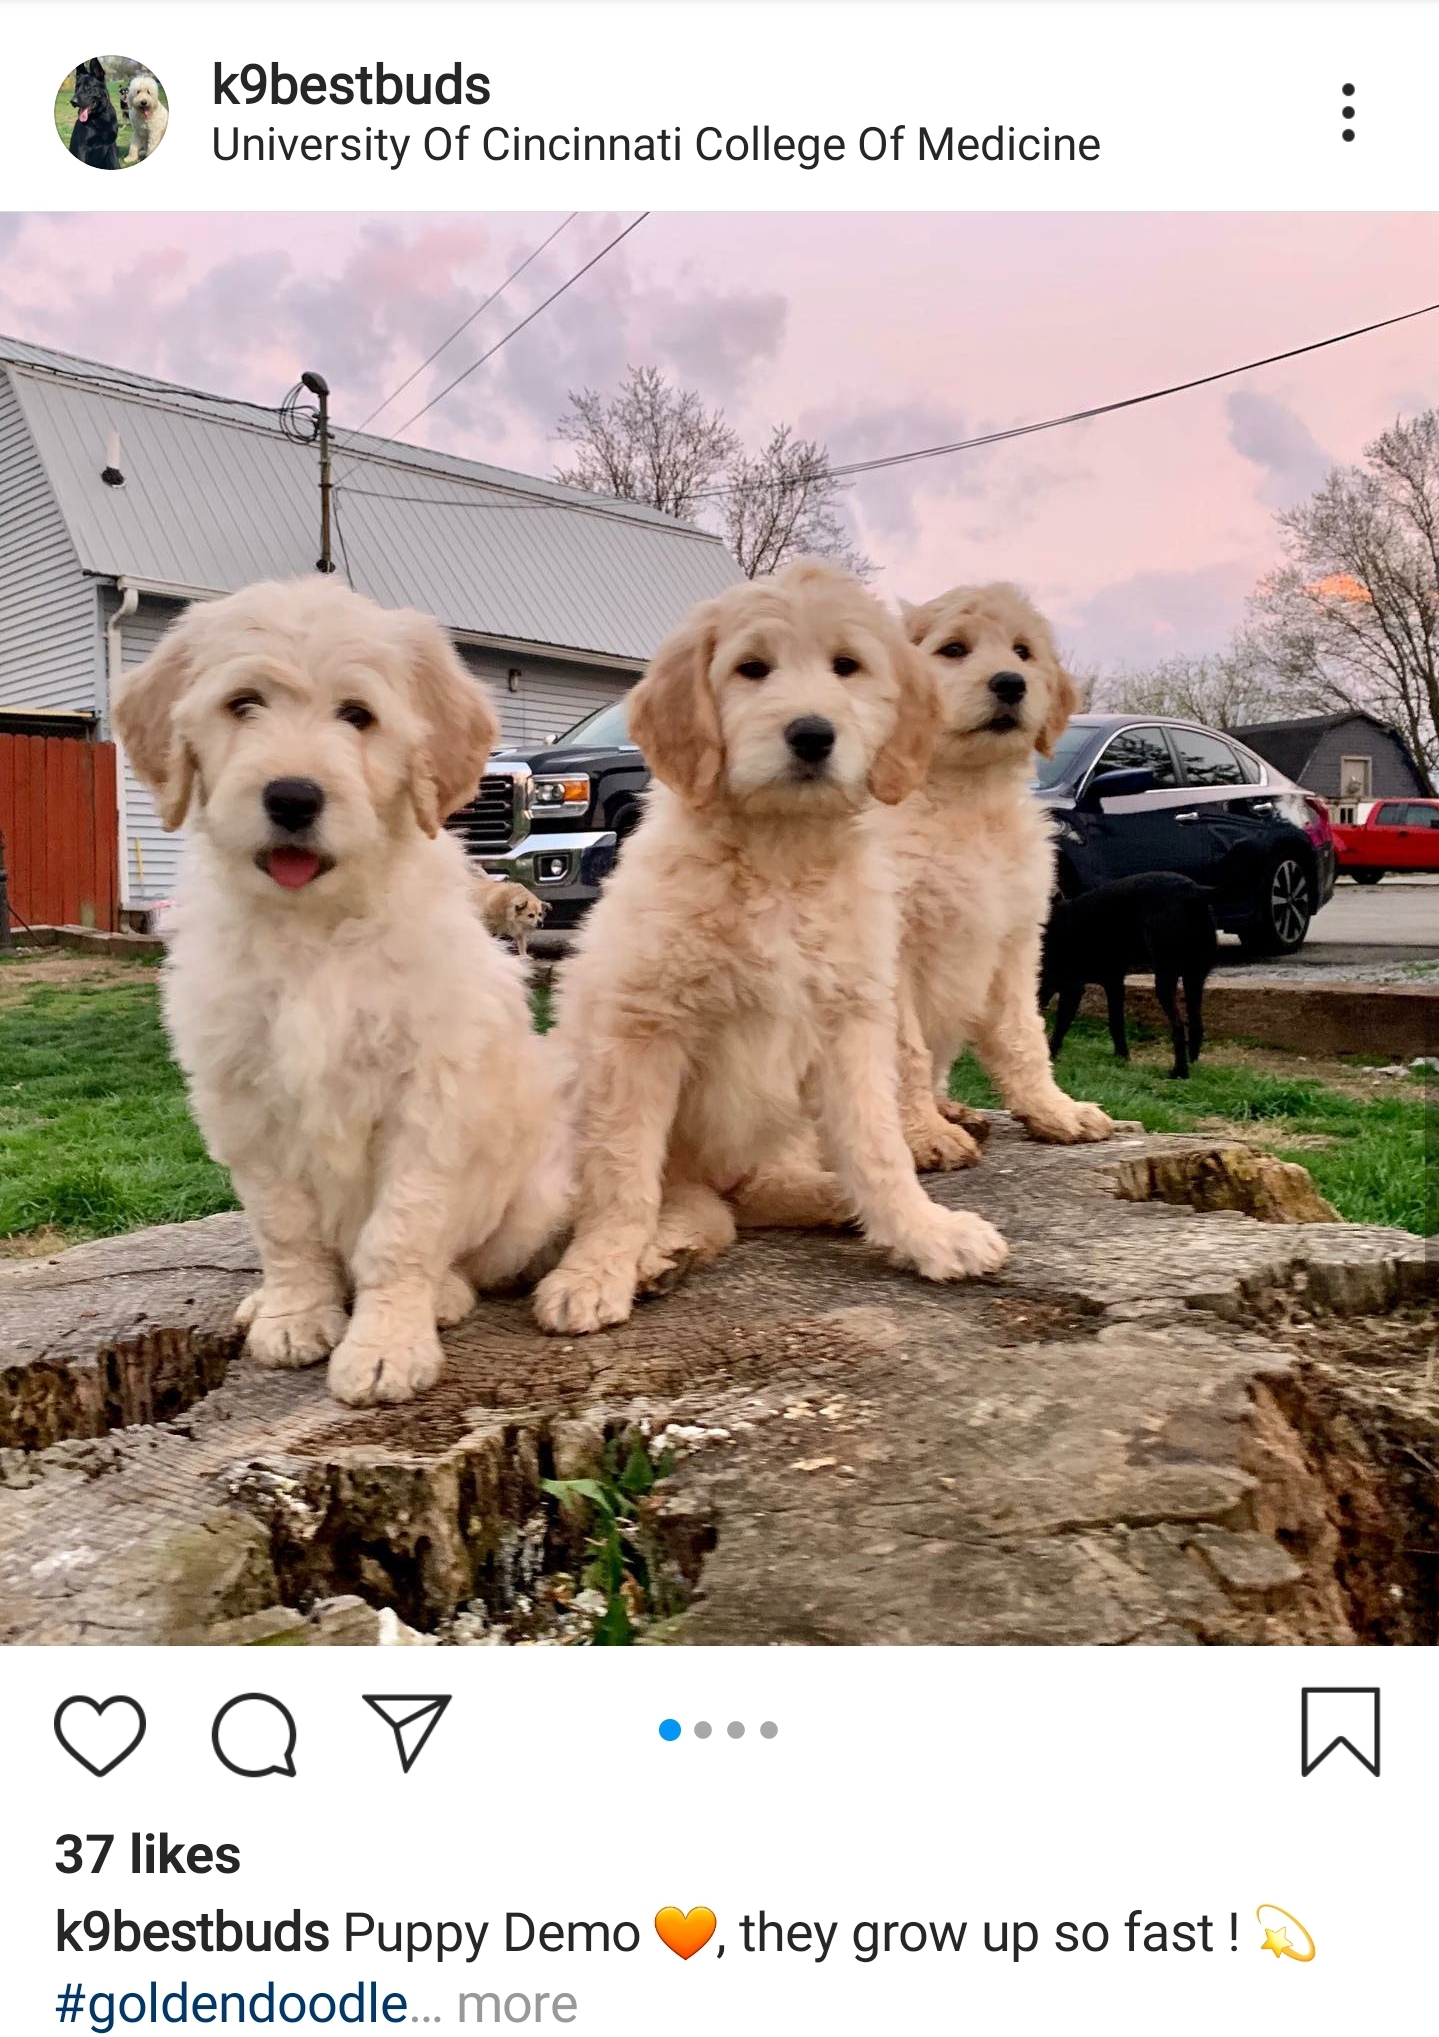 k9bestbuds
University Of Cincinnati College Of Medicine
37 likes
k9bestbuds Puppy Demo 🧡, they grow up so fast ! 💫
#goldendoodle... more